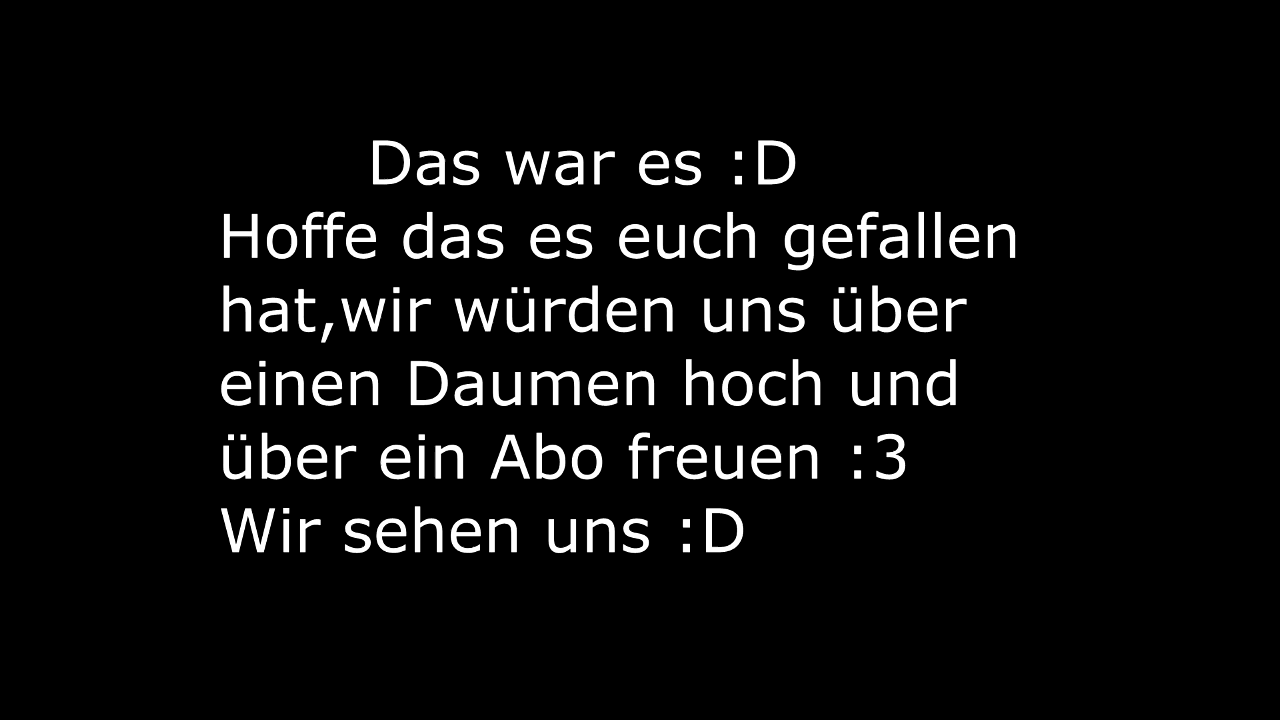 Das war es :D
Hoffe das es euch gefallen
hat,wir würden uns über
einen Daumen hoch und
über ein Abo freuen :3
Wir sehen uns :D